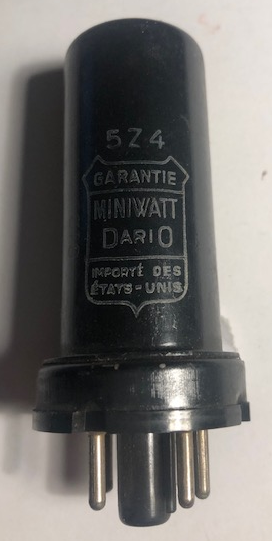 5Z4
GARANTIE
MINIWATT
DARIO
IMPORTÉ DES
ÉTATS-UNIS